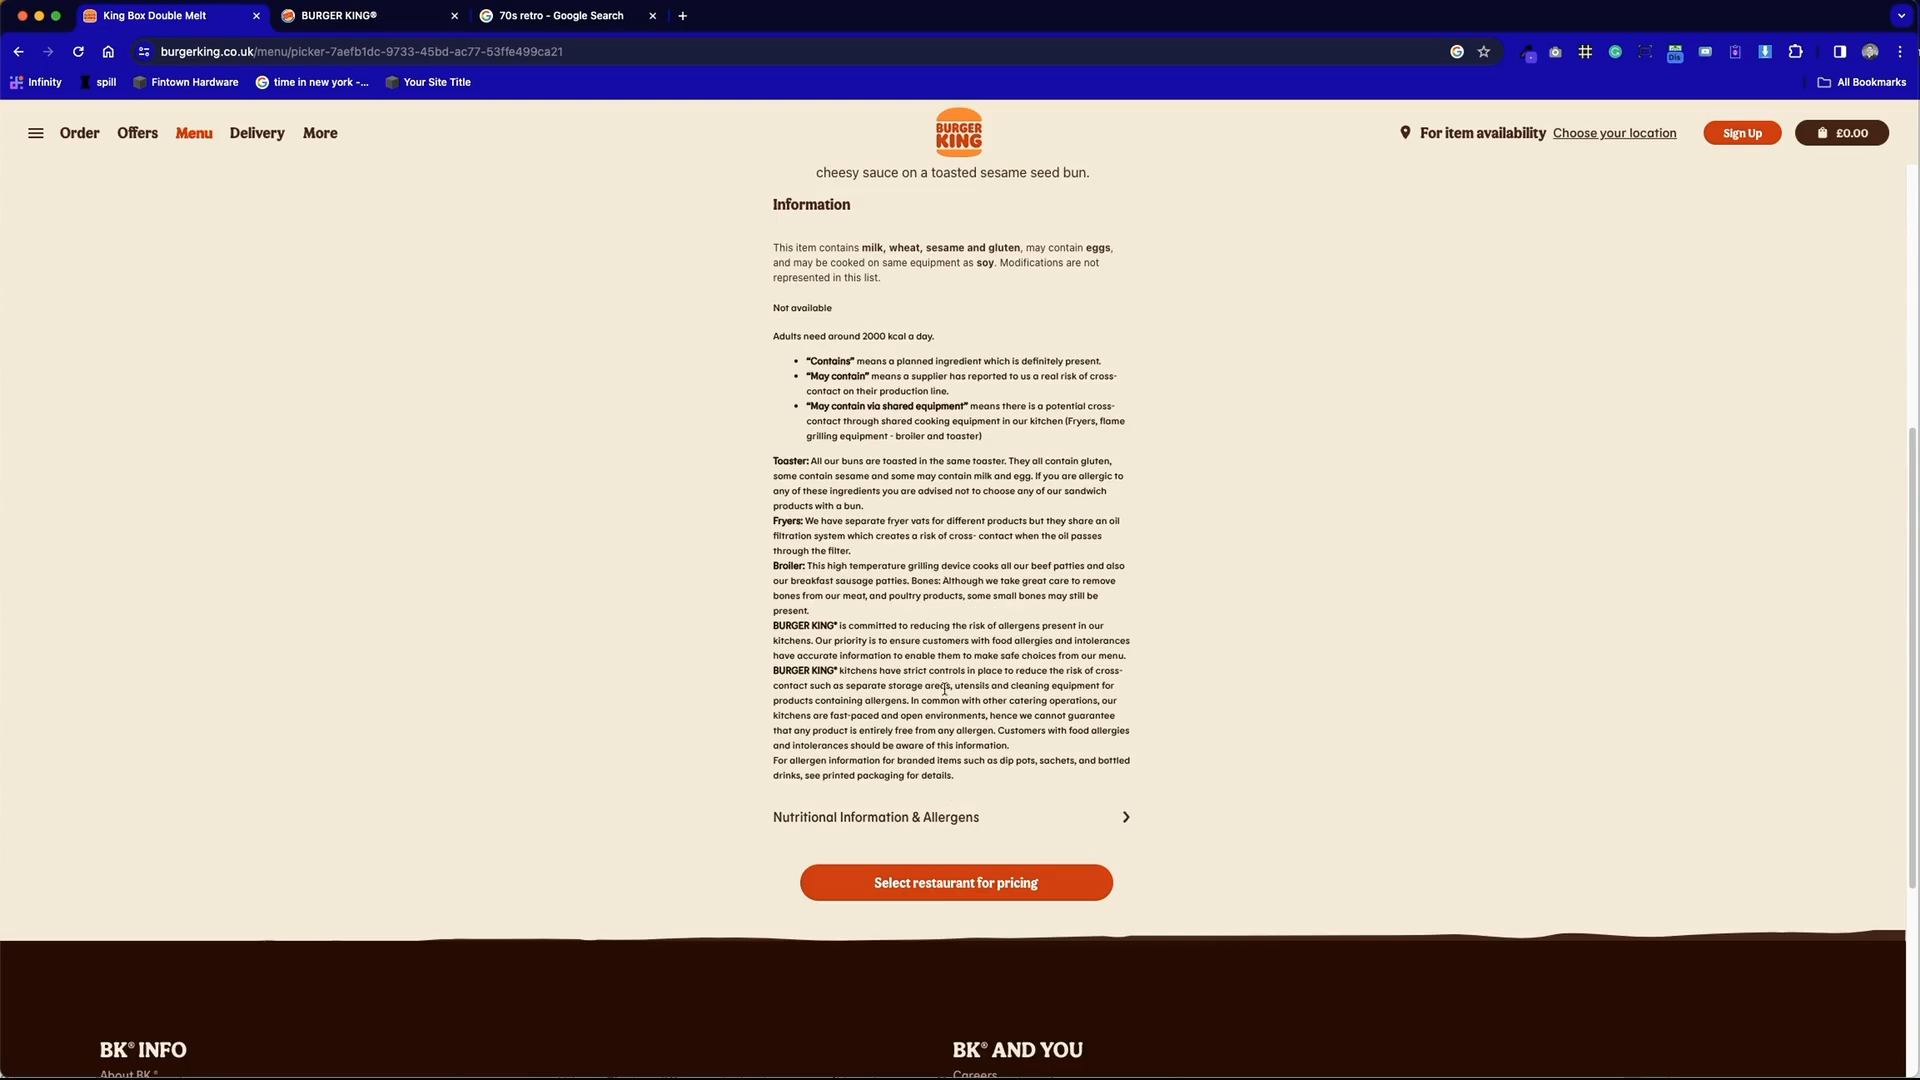 King Box Double Melt
BURGER KING®
70s retro - Google Search
burgerking.co.uk/menu/picker-7aefb1dc-9733-45bd-ac77-53ffe499ca21
Infinity
spill
Fintown Hardware
time in new york -...
Your Site Title
All Bookmarks
Order
Offers
Menu
Delivery
More
BURGER
KING
For item availability Choose your location
Sign Up
£0.00
cheesy sauce on a toasted sesame seed bun.
Information
This item contains milk, wheat, sesame and gluten, may contain eggs,
and may be cooked on same equipment as soy. Modifications are not
represented in this list.
Not available
Adults need around 2000 kcal a day.
• “Contains” means a planned ingredient which is definitely present.
• “May contain” means a supplier has reported to us a real risk of cross-
contact on their production line.
• “May contain via shared equipment” means there is a potential cross-
contact through shared cooking equipment in our kitchen (Fryers, flame
grilling equipment - broiler and toaster)
Toaster: All our buns are toasted in the same toaster. They all contain gluten,
some contain sesame and some may contain milk and egg. If you are allergic to
any of these ingredients you are advised not to choose any of our sandwich
products with a bun.
Fryers: We have separate fryer vats for different products but they share an oil
filtration system which creates a risk of cross- contact when the oil passes
through the filter.
Broiler: This high temperature grilling device cooks all our beef patties and also
our breakfast sausage patties. Bones: Although we take great care to remove
bones from our meat, and poultry products, some small bones may still be
present.
BURGER KING® is committed to reducing the risk of allergens present in our
kitchens. Our priority is to ensure customers with food allergies and intolerances
have accurate information to enable them to make safe choices from our menu.
BURGER KING® kitchens have strict controls in place to reduce the risk of cross-
contact such as separate storage areas, utensils and cleaning equipment for
products containing allergens. In common with other catering operations, our
kitchens are fast-paced and open environments, hence we cannot guarantee
that any product is entirely free from any allergen. Customers with food allergies
and intolerances should be aware of this information.
For allergen information for branded items such as dip pots, sachets, and bottled
drinks, see printed packaging for details.
Nutritional Information & Allergens
Select restaurant for pricing
BK® INFO
BK® AND YOU
About BK ®
Careers